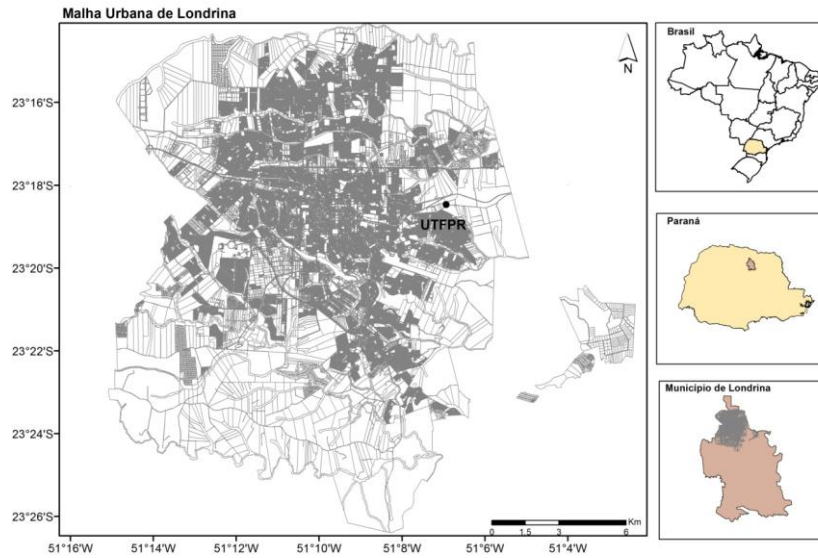 Malha Urbana de Londrina
N
23°16'S
23°18'S
UTFPR
23°20'S
23°22'S
23°24'S
23°26'S
Km
0 1.5 3 6
51°16'W 51°14'W 51°12'W 51°10'W 51°8'W 51°6'W 51°4'W
Brasil
Paraná
Município de Londrina